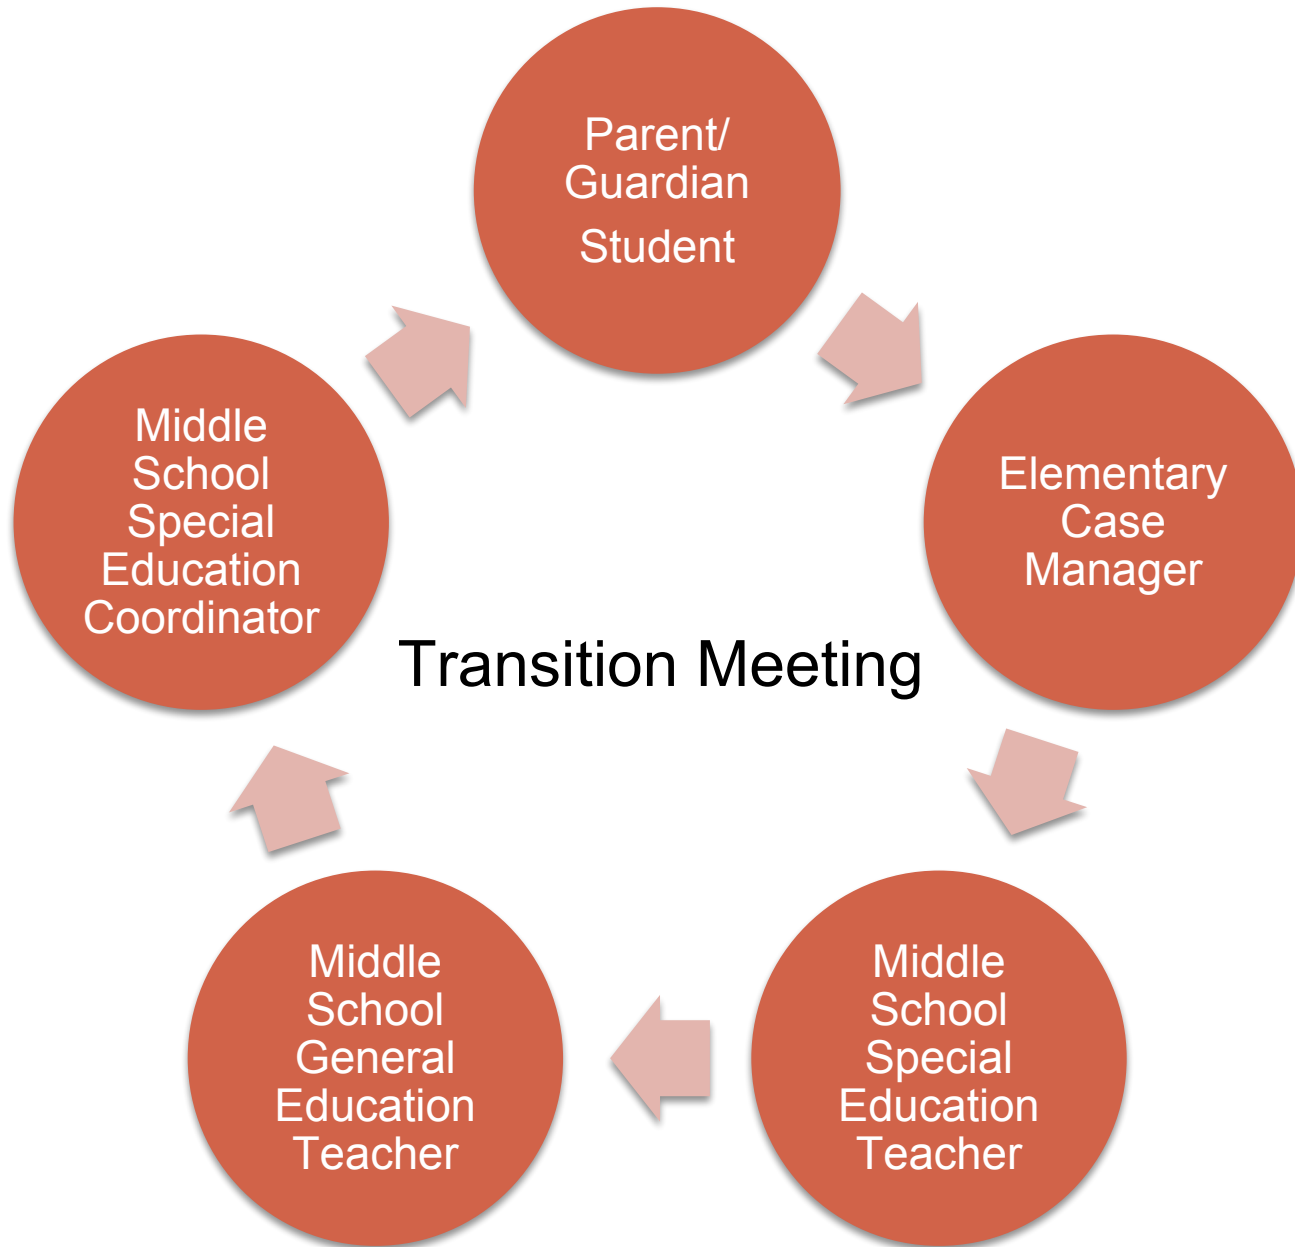 Parent/
Guardian
Student
Elementary
Case
Manager
Middle
School
Special
Education
Teacher
Middle
School
General
Education
Teacher
Middle
School
Special
Education
Coordinator
Transition Meeting